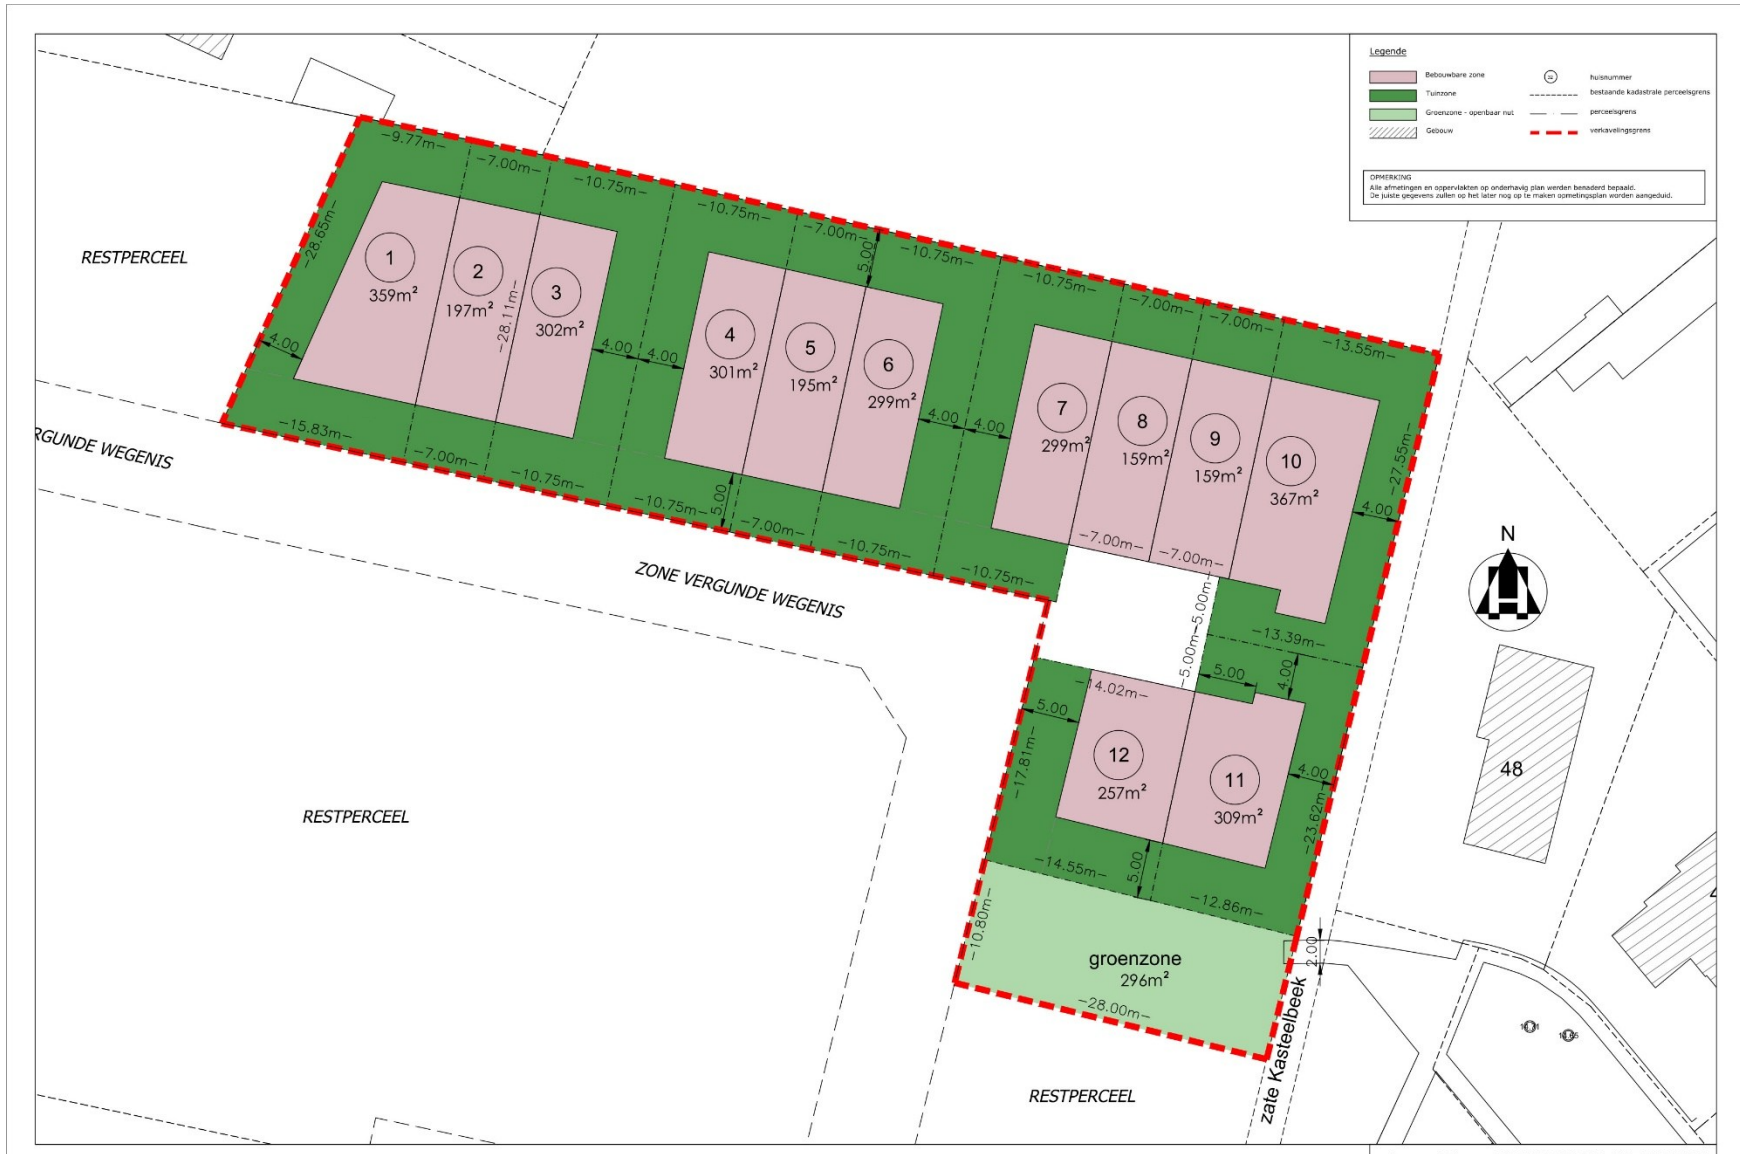 Legende
Bebouwbare zone
Tuinzone
Groenzone - openbaar nut
Gebouw
huisnummer
bestaande kadastrale perceelsgrens
perceelsgrens
verkavelingsgrens
OPMERKING
Alle afmetingen en oppervlakten op onderhavig plan werden benaderd bepaald.
De juiste gegevens zullen op het later nog op te maken opmetingsplan worden aangeduid.
-9.77m-
-7.00m-
-10.75m-
-10.75m-
-7.00m-
-10.75m-
-10.75m-
-7.00m-
-7.00m-
-13.55m-
-28.65m-
5.00
RESTPERCEEL
1
359m²
2
197m²
3
302m²
-28.11m-
4.00
4.00
4.00
4
301m²
5
195m²
6
299m²
4.00
4.00
7
299m²
8
159m²
9
159m²
10
367m²
-27.55m-
4.00
RGUNDE WEGENIS
-15.83m-
-7.00m-
-10.75m-
-10.75m-
5.00
-7.00m-
-10.75m-
-10.75m-
-7.00m-
-7.00m-
N
ZONE VERGUNDE WEGENIS
-5.00m-
-5.00m-
-13.39m-
5.00
4.00
-14.02m-
5.00
12
257m²
11
309m²
4.00
48
-17.81m-
-23.62m-
RESTPERCEEL
-14.55m-
5.00
-12.86m-
-10.80m-
groenzone
296m²
2.00
-28.00m-
zate Kasteelbeek
RESTPERCEEL